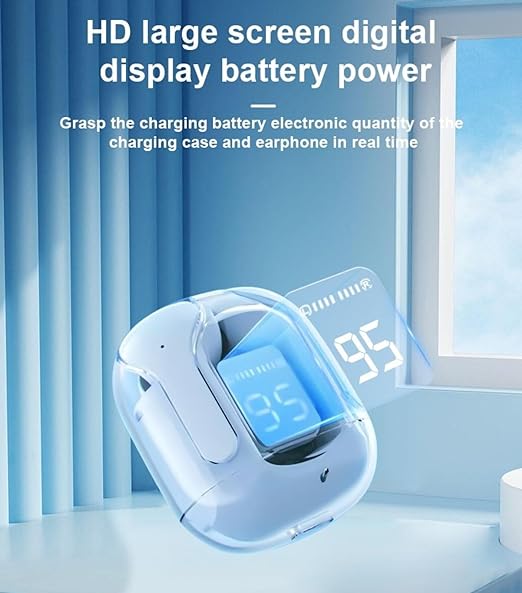 HD large screen digital
display battery power
Grasp the charging battery electronic quantity of the
charging case and earphone in real time
L R
95
95